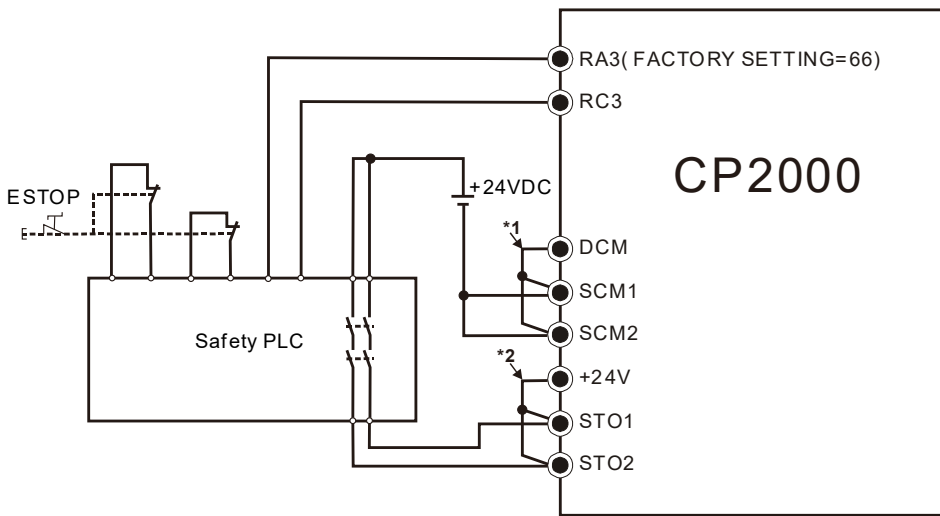 RA3( FACTORY SETTING=66)
RC3
CP2000
ESTOP
+24VDC
*1
DCM
SCM1
SCM2
Safety PLC
*2
+24V
STO1
STO2